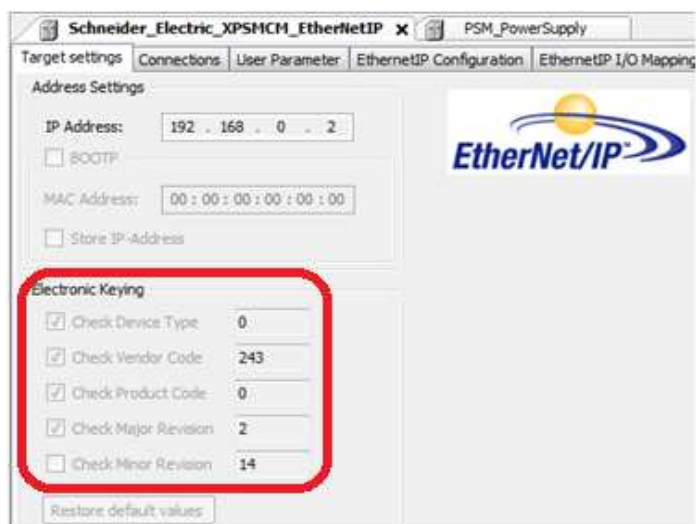 Schneider_Electric_XPSMCM_EtherNetIP x PSM_PowerSupply
Target settings Connections User Parameter EthernetIP Configuration EthernetIP I/O Mapping
Address Settings
IP Address: 192 . 168 . 0 . 2
BOOTP
MAC Address: 00 : 00 : 00 : 00 : 00 : 00
Store IP-Address
EtherNet/IP
Electronic Keying
Check Device Type 0
Check Vendor Code 243
Check Product Code 0
Check Major Revision 2
Check Minor Revision 14
Restore default values